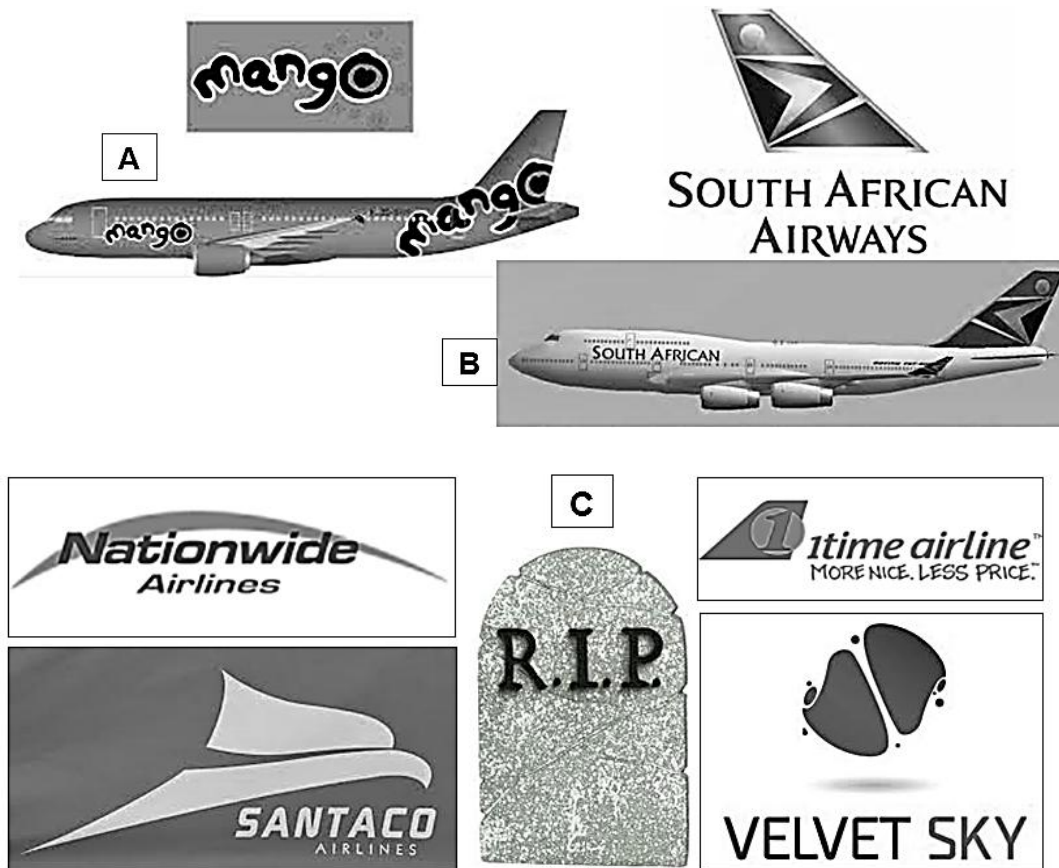 mango
A
mango
mango
SOUTH AFRICAN
AIRWAYS
B
SOUTH AFRICAN
C
Nationwide
Airlines
R.I.P.
1
1time airline™
MORE NICE. LESS PRICE.™
SANTACO
AIRLINES
VELVET SKY